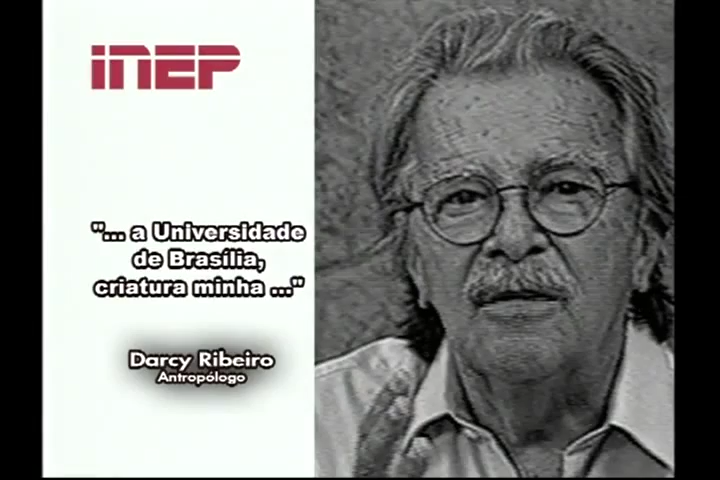 INEP
"... a Universidade
de Brasília,
criatura minha ..."
Darcy Ribeiro
Antropólogo